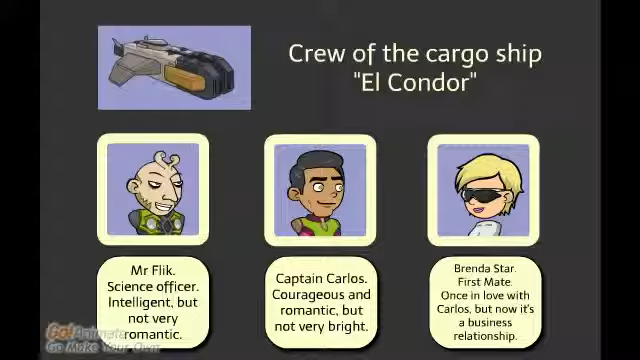 Crew of the cargo ship
"El Condor"
Mr Flik.
Science officer.
Intelligent, but
not very
romantic.
Captain Carlos.
Courageous and
romantic, but
not very bright.
Brenda Star.
First Mate.
Once in love with
Carlos, but now it's
a business
relationship.
Go!Animate
Go Make Your Own